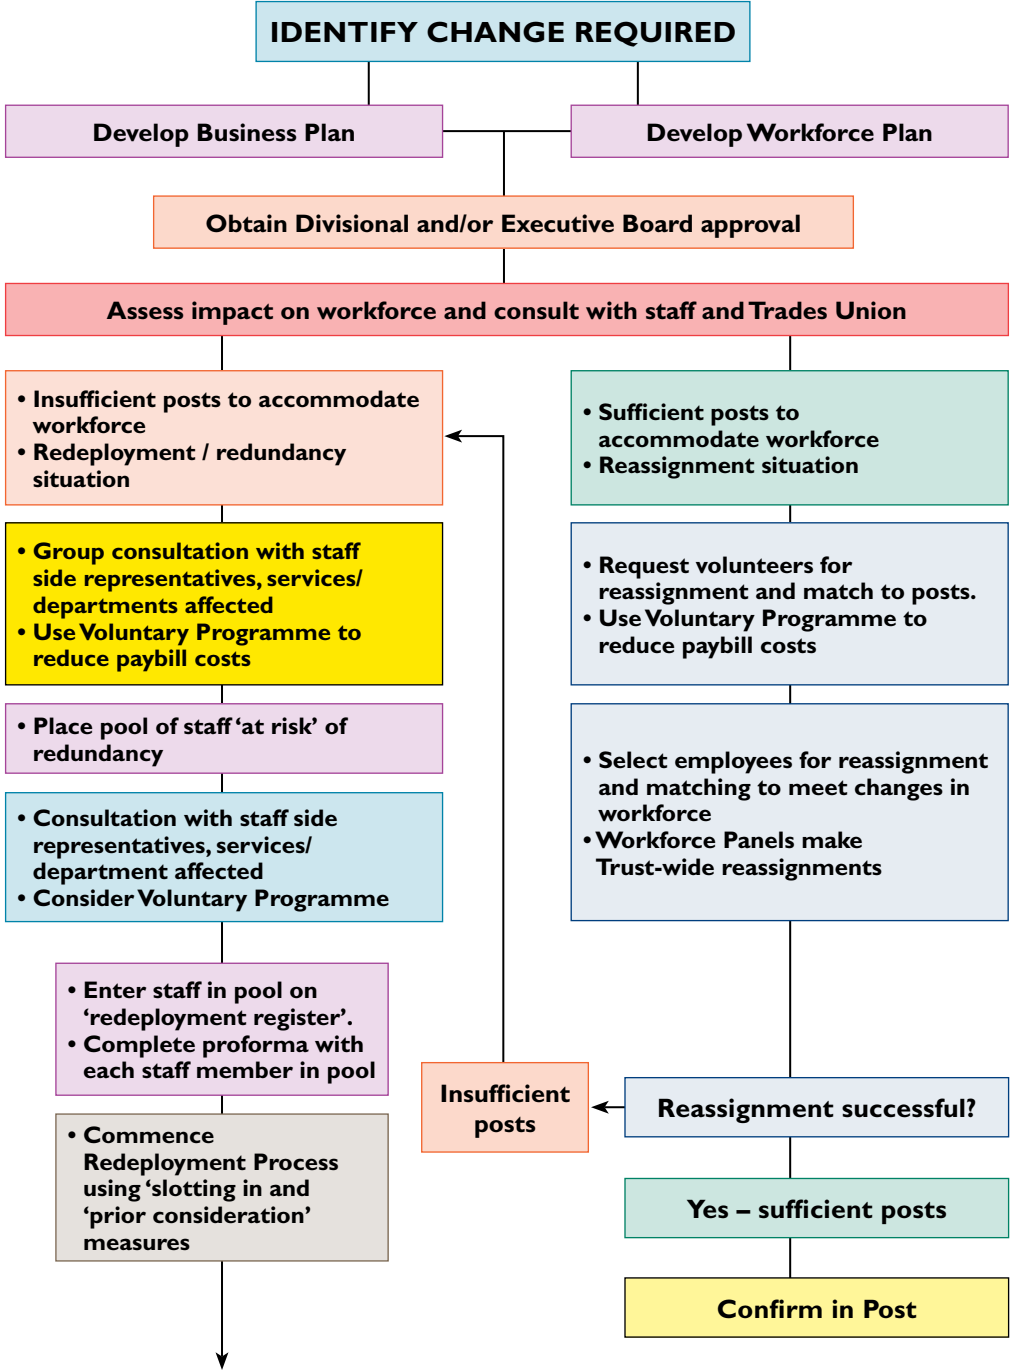 IDENTIFY CHANGE REQUIRED
Develop Business Plan
Develop Workforce Plan
Obtain Divisional and/or Executive Board approval
Assess impact on workforce and consult with staff and Trades Union
• Insufficient posts to accommodate
workforce
• Redeployment / redundancy
situation
• Sufficient posts to
accommodate workforce
• Reassignment situation
• Group consultation with staff
side representatives, services/
departments affected
• Use Voluntary Programme to
reduce paybill costs
• Request volunteers for
reassignment and match to posts.
• Use Voluntary Programme to
reduce paybill costs
• Place pool of staff ‘at risk’ of
redundancy
• Select employees for reassignment
and matching to meet changes in
workforce
• Workforce Panels make
Trust-wide reassignments
• Consultation with staff side
representatives, services/
department affected
• Consider Voluntary Programme
• Enter staff in pool on
‘redeployment register’.
• Complete proforma with
each staff member in pool
Insufficient
posts
Reassignment successful?
• Commence
Redeployment Process
using ‘slotting in and
‘prior consideration’
measures
Yes – sufficient posts
Confirm in Post